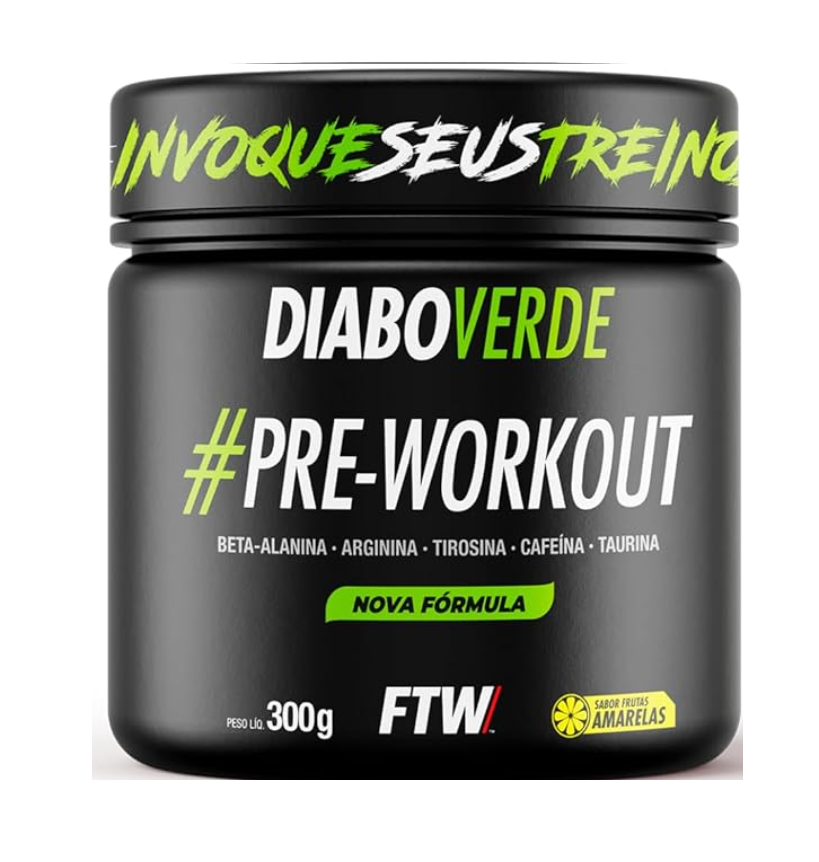 INVOQUESEUSTREINO
DIABOVERDE
#PRE-WORKOUT
BETA-ALANINA · ARGININA · TIROSINA · CAFEÍNA · TAURINA
NOVA FÓRMULA
PESO LÍQ. 300g
FTW/
SABOR FRUTAS
AMARELAS